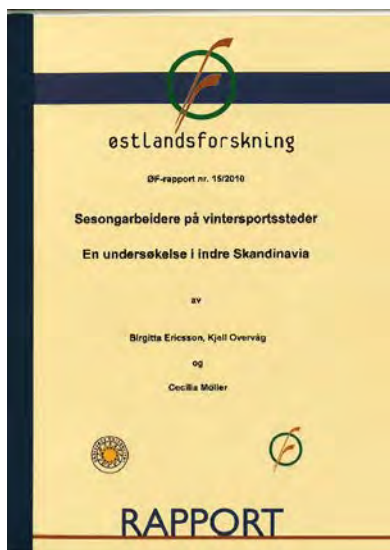 østlandsforskning
ØF-rapport nr. 15/2010
Sesongarbeidere på vintersportssteder
En undersøkelse i indre Skandinavia
av
Birgitta Ericsson, Kjell Overvåg
og
Cecilia Möller
RAPPORT